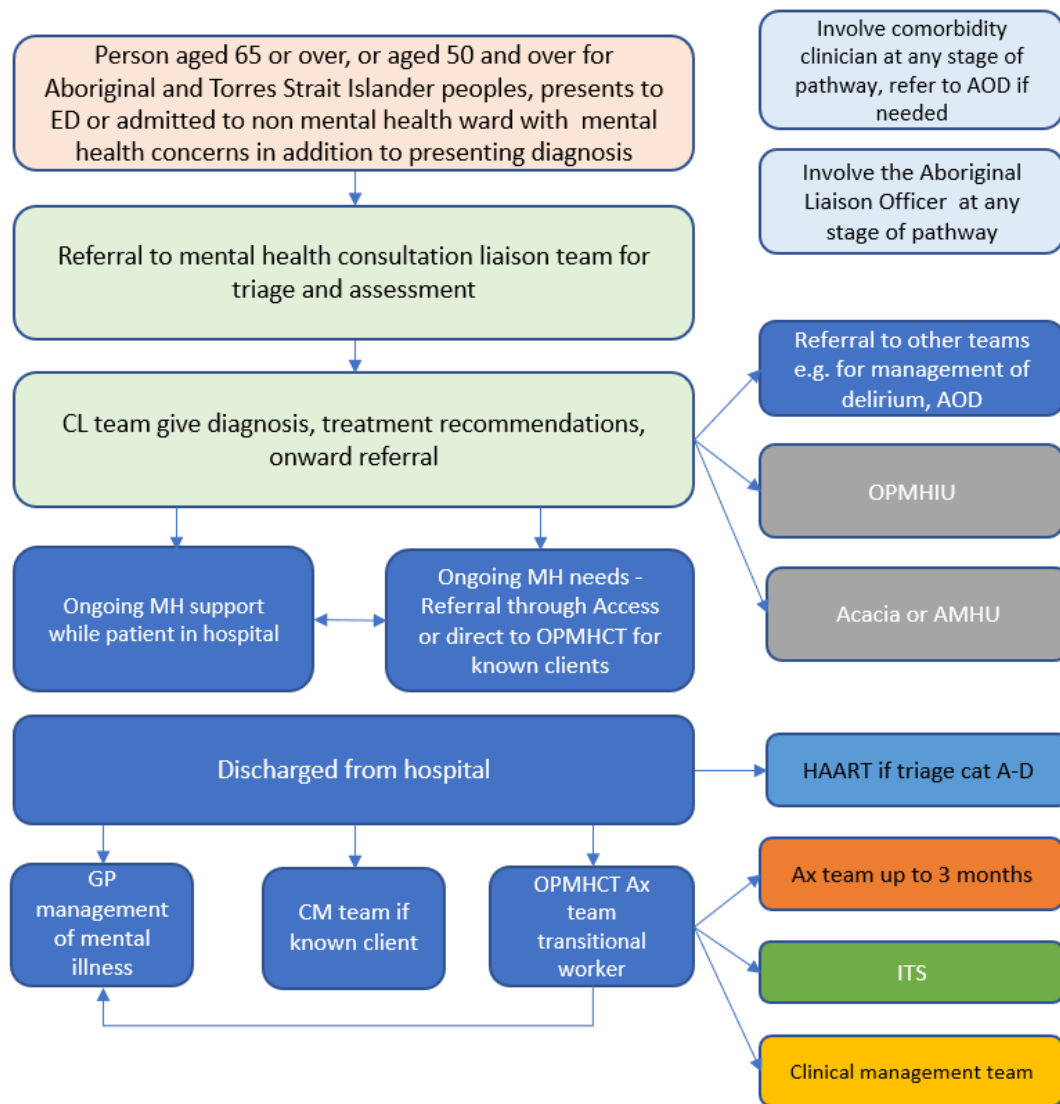 Person aged 65 or over, or aged 50 and over for
Aboriginal and Torres Strait Islander peoples, presents to
ED or admitted to non mental health ward with mental
health concerns in addition to presenting diagnosis
Involve comorbidity
clinician at any stage of
pathway, refer to AOD if
needed
Involve the Aboriginal
Liaison Officer at any
stage of pathway
Referral to mental health consultation liaison team for
triage and assessment
CL team give diagnosis, treatment recommendations,
onward referral
Referral to other teams
e.g. for management of
delirium, AOD
OPMHIU
Acacia or AMHU
Ongoing MH support
while patient in hospital
Ongoing MH needs -
Referral through Access
or direct to OPMHCT for
known clients
Discharged from hospital
HAART if triage cat A-D
GP
management
of mental
illness
CM team if
known client
OPMHCT Ax
team
transitional
worker
Ax team up to 3 months
ITS
Clinical management team